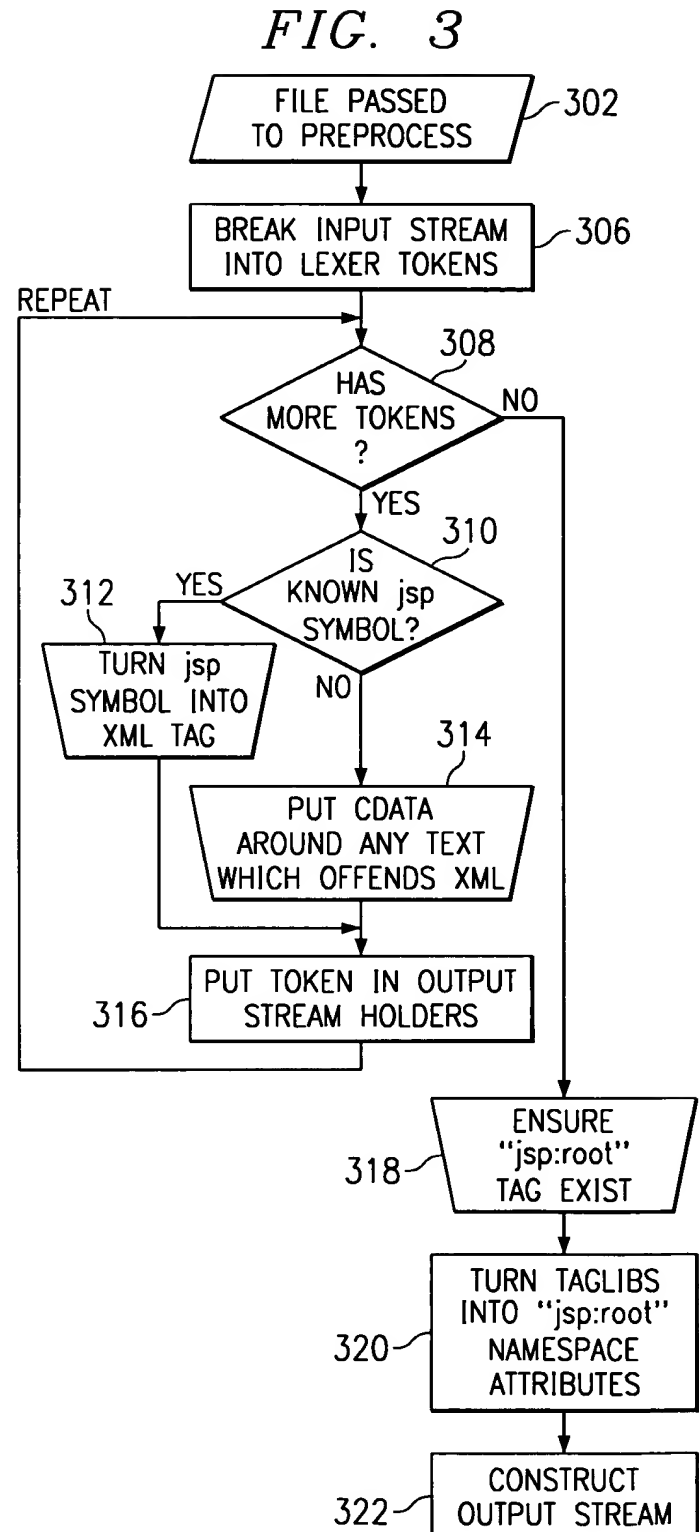 FIG. 3
FILE PASSED
TO PREPROCESS
302
BREAK INPUT STREAM
INTO LEXER TOKENS
306
REPEAT
308
HAS
MORE TOKENS
?
NO
YES
310
IS
KNOWN jsp
SYMBOL?
YES
NO
312
TURN jsp
SYMBOL INTO
XML TAG
314
PUT CDATA
AROUND ANY TEXT
WHICH OFFENDS XML
316
PUT TOKEN IN OUTPUT
STREAM HOLDERS
318
ENSURE
“jsp:root”
TAG EXIST
320
TURN TAGLIBS
INTO “jsp:root”
NAMESPACE
ATTRIBUTES
322
CONSTRUCT
OUTPUT STREAM